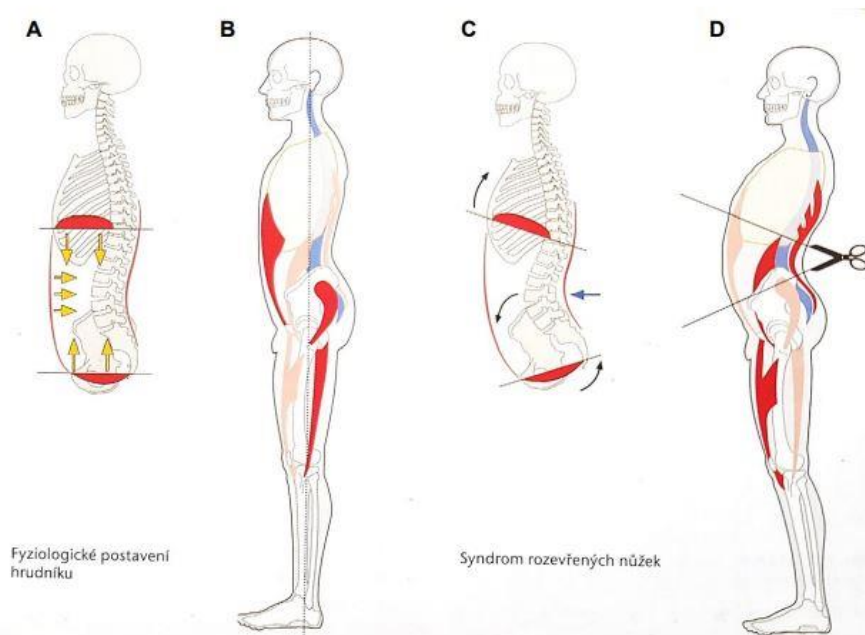 A B C D
Fyziologické postavení
hrudníku
Syndrom rozevřených nůžek